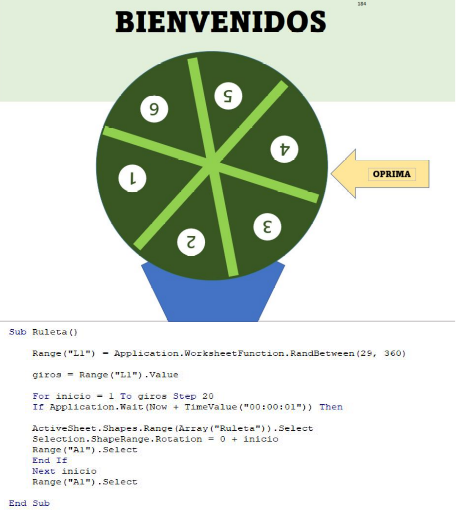 184
BIENVENIDOS
5
6
4
OPRIMA
1
3
2
Sub Ruleta()
Range("L1") = Application.WorksheetFunction.RandBetween(29, 360)
giros = Range("L1").Value
For inicio = 1 To giros Step 20
If Application.Wait(Now + TimeValue("00:00:01")) Then
ActiveSheet.Shapes.Range(Array("Ruleta")).Select
Selection.ShapeRange.Rotation = 0 + inicio
Range("A1").Select
End If
Next inicio
Range("A1").Select
End Sub